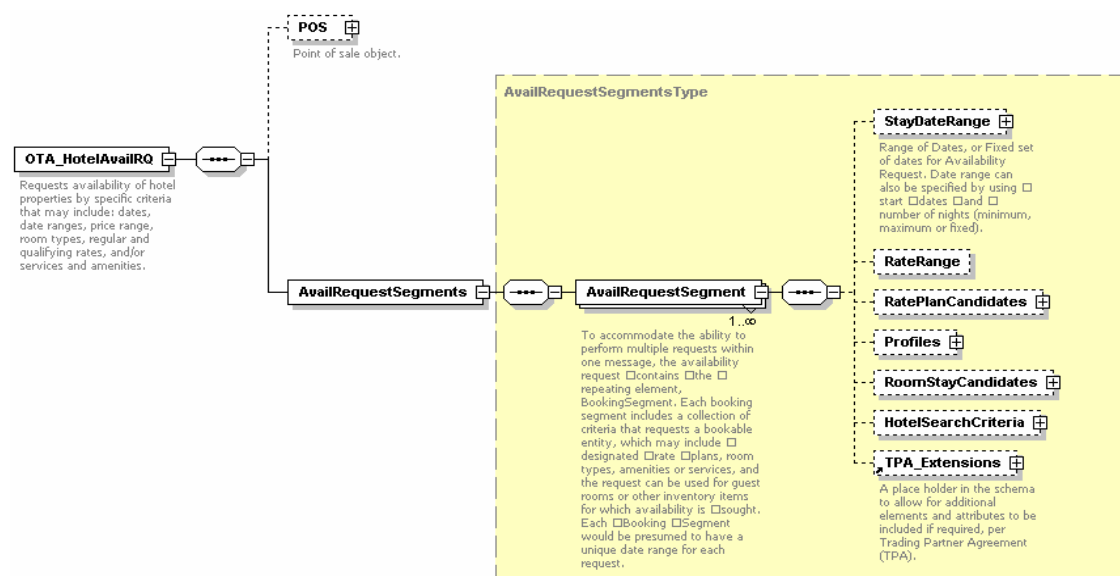 POS
Point of sale object.
AvailRequestSegmentsType
OTA_HotelAvailRQ
Requests availability of hotel
properties by specific criteria
that may include: dates,
date ranges, price range,
room types, regular and
qualifying rates, and/or
services and amenities.
AvailRequestSegments
AvailRequestSegment
1..∞
To accommodate the ability to
perform multiple requests within
one message, the availability
request □contains □the □
repeating element,
BookingSegment. Each booking
segment includes a collection of
criteria that requests a bookable
entity, which may include □
designated □rate □plans, room
types, amenities or services, and
the request can be used for guest
rooms or other inventory items
for which availability is □sought.
Each □Booking □Segment
would be presumed to have a
unique date range for each
request.
StayDateRange
Range of Dates, or Fixed set
of dates for Availability
Request. Date range can
also be specified by using □
start □dates □and □
number of nights (minimum,
maximum or fixed).
RateRange
RatePlanCandidates
Profiles
RoomStayCandidates
HotelSearchCriteria
TPA_Extensions
A place holder in the schema
to allow for additional
elements and attributes to be
included if required, per
Trading Partner Agreement
(TPA).